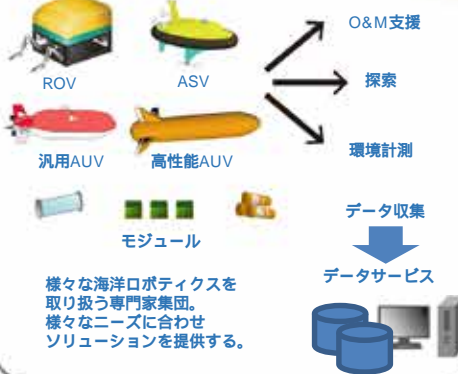 ROV
ASV
汎用AUV
高性能AUV
モジュール
様々な海洋ロボティクスを
取り扱う専門家集団。
様々なニーズに合わせ
ソリューションを提供する。
O&M支援
探索
環境計測
データ収集
データサービス